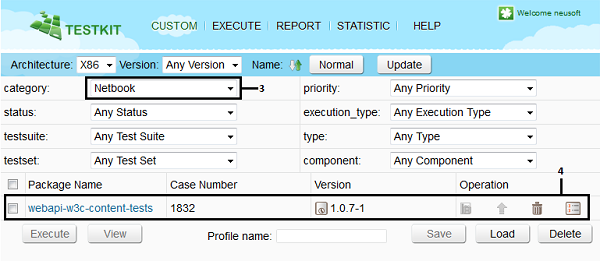 Welcome neusoft
TESTKIT CUSTOM EXECUTE REPORT STATISTIC HELP
Architecture: X86 Version: Any Version Name: Normal Update
category: Netbook 3 priority: Any Priority
status: Any Status execution_type: Any Execution Type
testsuite: Any Test Suite type: Any Type
testset: Any Test Set component: Any Component
4
Package Name Case Number Version Operation
webapi-w3c-content-tests 1832 1.0.7-1
Execute View Profile name: Save Load Delete